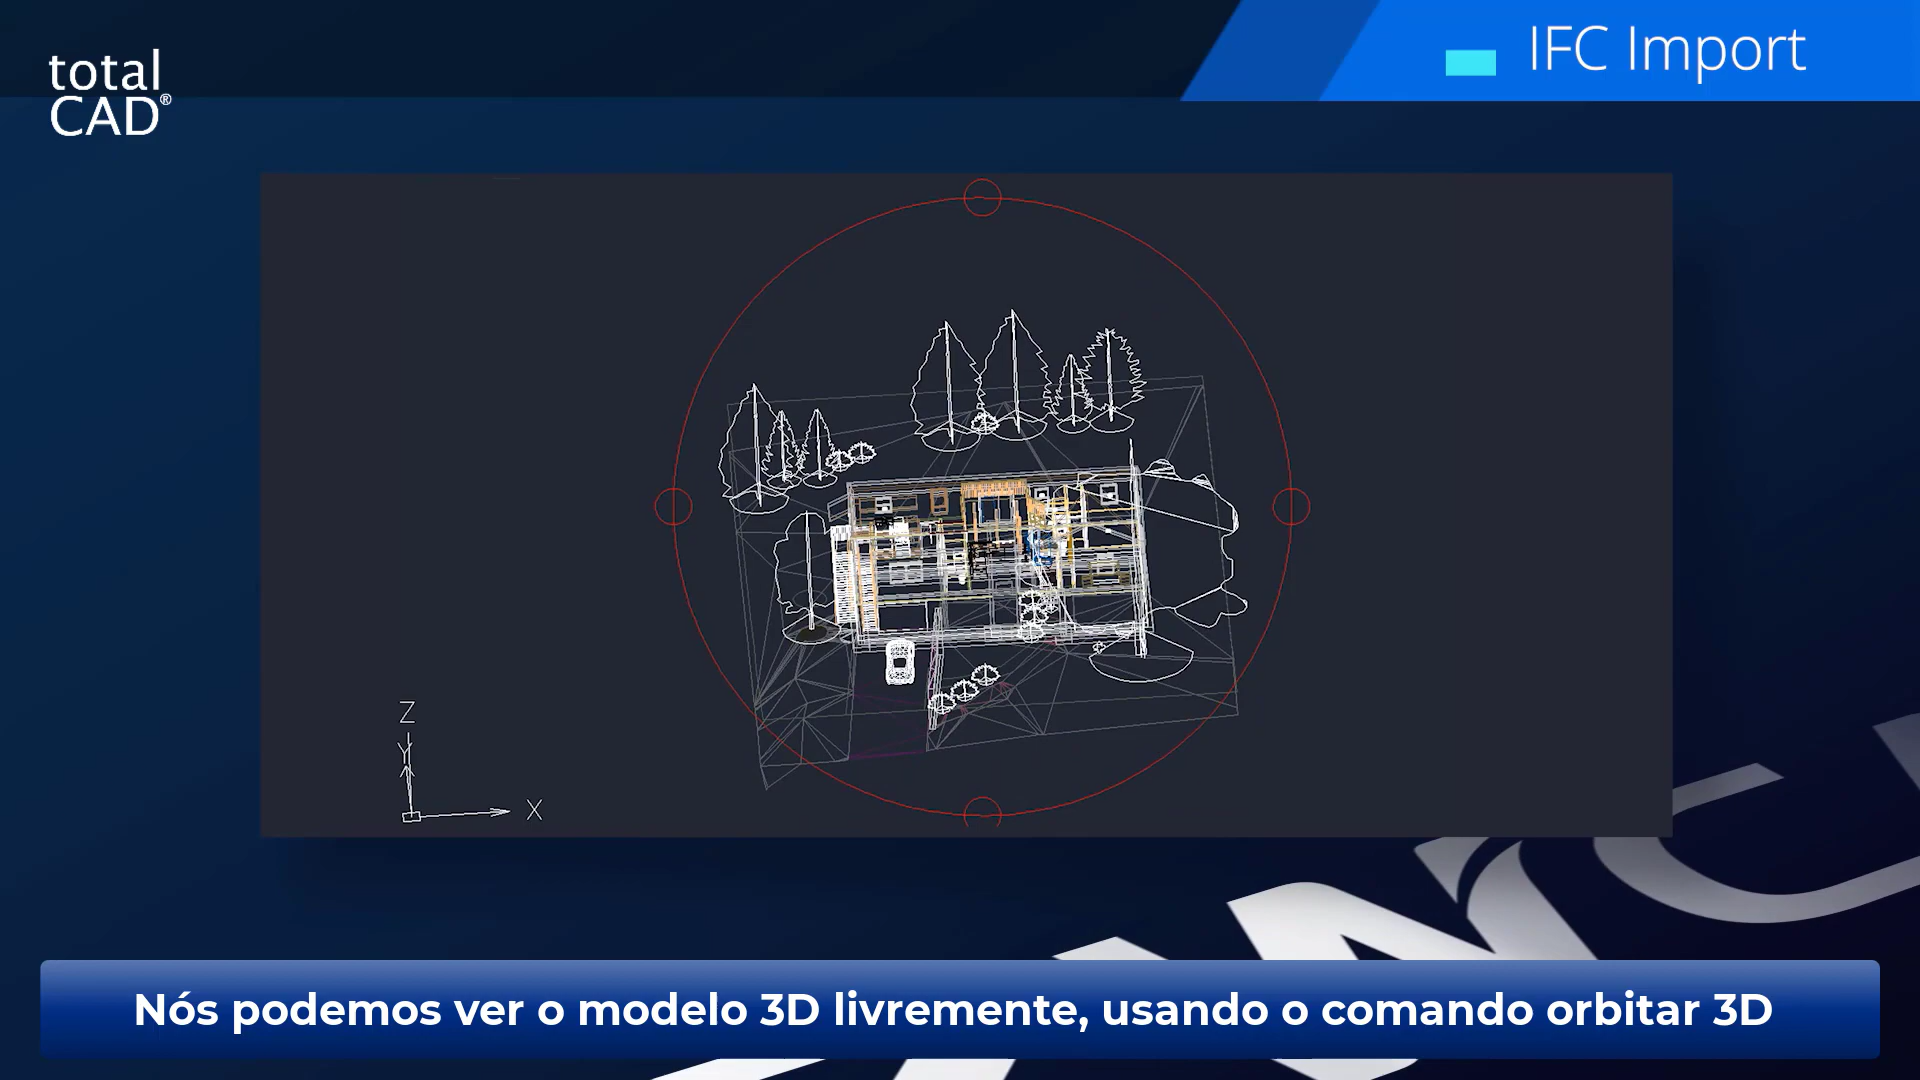 total
CAD®
IFC Import
Z
Y
X
Nós podemos ver o modelo 3D livremente, usando o comando orbitar 3D